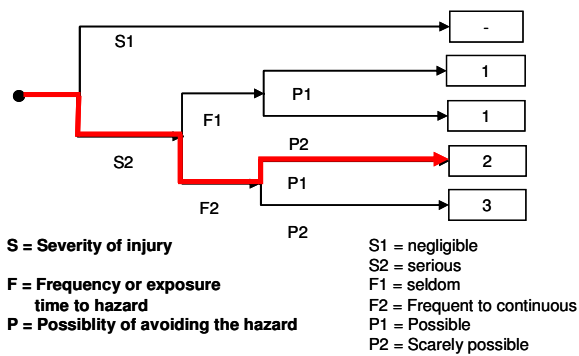 S1
-
1
P1
F1
1
P2
S2
2
P1
F2
3
P2
S = Severity of injury
F = Frequency or exposure
time to hazard
P = Possiblity of avoiding the hazard
S1 = negligible
S2 = serious
F1 = seldom
F2 = Frequent to continuous
P1 = Possible
P2 = Scarely possible